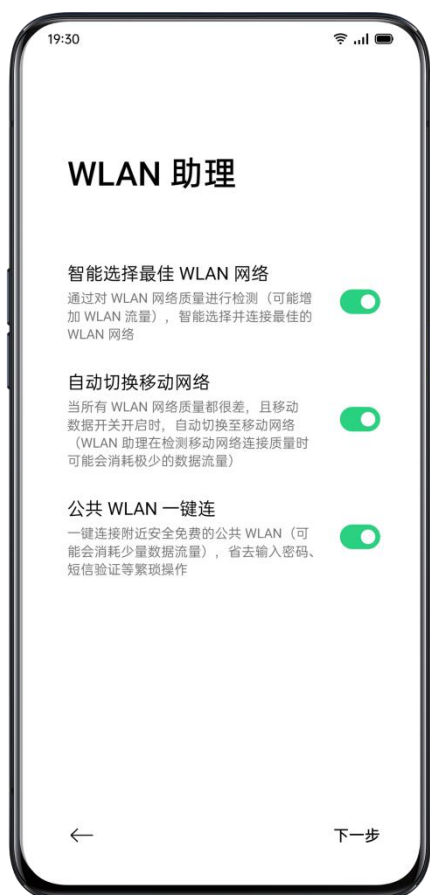 19:30
WLAN 助理
智能选择最佳 WLAN 网络
通过对 WLAN 网络质量进行检测（可能增
加 WLAN 流量），智能选择并连接最佳的
WLAN 网络
自动切换移动网络
当所有 WLAN 网络质量都很差，且移动
数据开关开启时，自动切换至移动网络
（WLAN 助理在检测移动网络连接质量时
可能会消耗极少的数据流量）
公共 WLAN 一键连
一键连接附近安全免费的公共 WLAN（可
能会消耗少量数据流量），省去输入密码、
短信验证等繁琐操作
下一步